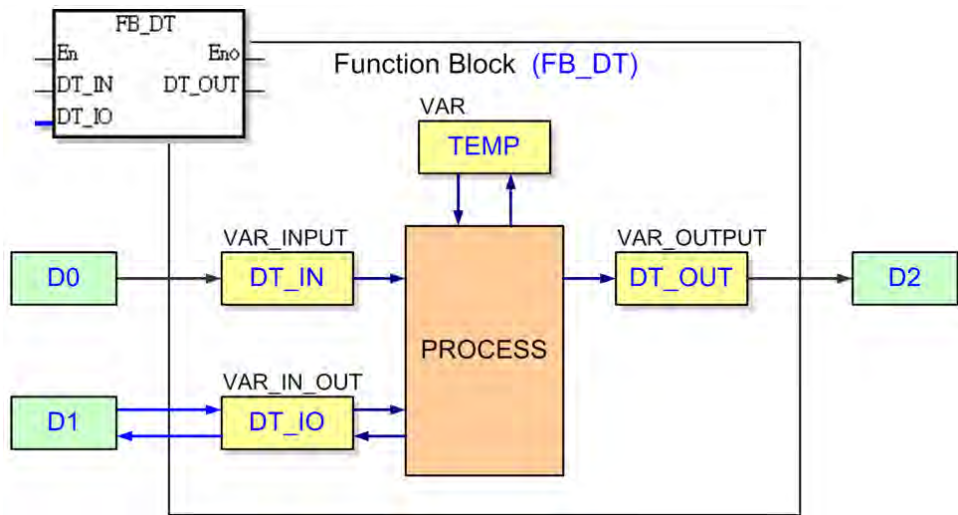 FB_DT
En Eno
DT_IN DT_OUT
DT_IO
Function Block (FB_DT)
VAR
TEMP
VAR_INPUT
VAR_OUTPUT
D0
DT_IN
DT_OUT
D2
PROCESS
VAR_IN_OUT
D1
DT_IO